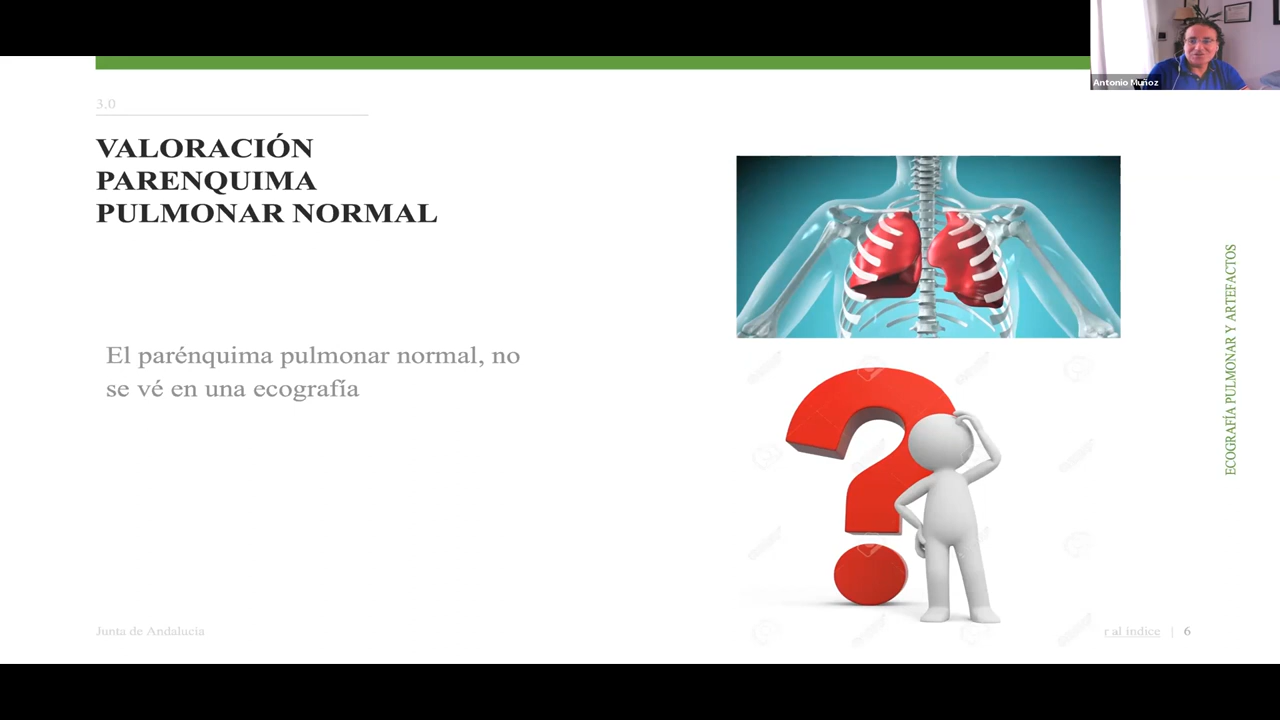 Antonio Muñoz
3.0
VALORACIÓN
PARENQUIMA
PULMONAR NORMAL
El parénquima pulmonar normal, no
se vé en una ecografía
ECOGRAFÍA PULMONAR Y ARTEFACTOS
Junta de Andalucia
r al índice | 6